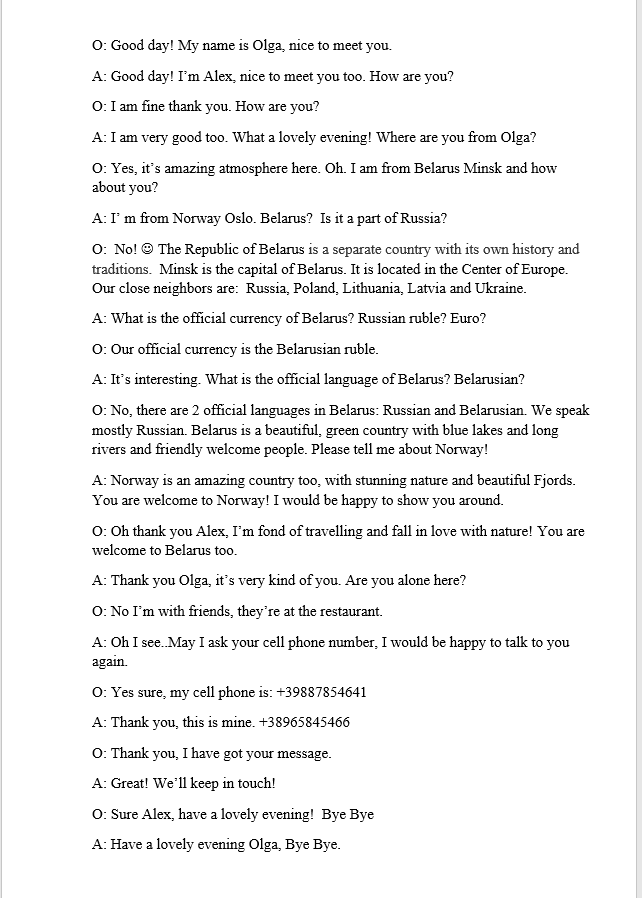 O: Good day! My name is Olga, nice to meet you.
A: Good day! I’m Alex, nice to meet you too. How are you?
O: I am fine thank you. How are you?
A: I am very good too. What a lovely evening! Where are you from Olga?
O: Yes, it’s amazing atmosphere here. Oh. I am from Belarus Minsk and how
about you?
A: I’ m from Norway Oslo. Belarus?  Is it a part of Russia?
O:  No! ☺ The Republic of Belarus is a separate country with its own history and
traditions.  Minsk is the capital of Belarus. It is located in the Center of Europe.
Our close neighbors are:  Russia, Poland, Lithuania, Latvia and Ukraine.
A: What is the official currency of Belarus? Russian ruble? Euro?
O: Our official currency is the Belarusian ruble.
A: It’s interesting. What is the official language of Belarus? Belarusian?
O: No, there are 2 official languages in Belarus: Russian and Belarusian. We speak
mostly Russian. Belarus is a beautiful, green country with blue lakes and long
rivers and friendly welcome people. Please tell me about Norway!
A: Norway is an amazing country too, with stunning nature and beautiful Fjords.
You are welcome to Norway! I would be happy to show you around.
O: Oh thank you Alex, I’m fond of travelling and fall in love with nature! You are
welcome to Belarus too.
A: Thank you Olga, it’s very kind of you. Are you alone here?
O: No I’m with friends, they’re at the restaurant.
A: Oh I see..May I ask your cell phone number, I would be happy to talk to you
again.
O: Yes sure, my cell phone is: +39887854641
A: Thank you, this is mine. +38965845466
O: Thank you, I have got your message.
A: Great! We’ll keep in touch!
O: Sure Alex, have a lovely evening!  Bye Bye
A: Have a lovely evening Olga, Bye Bye.